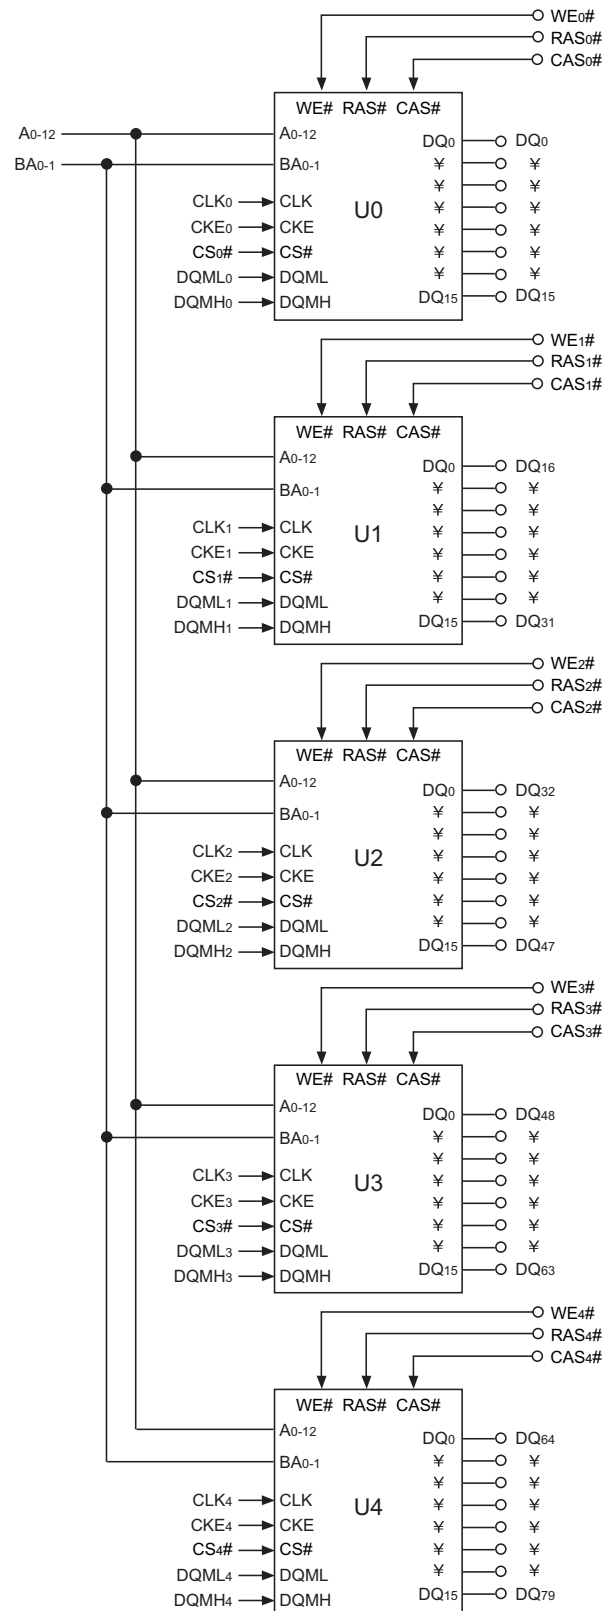 WE0#
RAS0#
CAS0#
WE# RAS# CAS#
A0-12 A0-12 DQ0 DQ0
BA0-1 BA0-1 ¥ ¥
¥ ¥
CLK0 CLK ¥ ¥
U0
CKE0 CKE ¥ ¥
CS0# CS# ¥ ¥
DQML0 DQML ¥ ¥
DQMH0 DQMH DQ15 DQ15
WE1#
RAS1#
CAS1#
WE# RAS# CAS#
A0-12 DQ0 DQ16
BA0-1 ¥ ¥
¥ ¥
CLK1 CLK ¥ ¥
U1
CKE1 CKE ¥ ¥
CS1# CS# ¥ ¥
DQML1 DQML ¥ ¥
DQMH1 DQMH DQ15 DQ31
WE2#
RAS2#
CAS2#
WE# RAS# CAS#
A0-12 DQ0 DQ32
BA0-1 ¥ ¥
¥ ¥
CLK2 CLK ¥ ¥
U2
CKE2 CKE ¥ ¥
CS2# CS# ¥ ¥
DQML2 DQML ¥ ¥
DQMH2 DQMH DQ15 DQ47
WE3#
RAS3#
CAS3#
WE# RAS# CAS#
A0-12 DQ0 DQ48
BA0-1 ¥ ¥
¥ ¥
CLK3 CLK ¥ ¥
U3
CKE3 CKE ¥ ¥
CS3# CS# ¥ ¥
DQML3 DQML ¥ ¥
DQMH3 DQMH DQ15 DQ63
WE4#
RAS4#
CAS4#
WE# RAS# CAS#
A0-12 DQ0 DQ64
BA0-1 ¥ ¥
¥ ¥
CLK4 CLK ¥ ¥
U4
CKE4 CKE ¥ ¥
CS4# CS# ¥ ¥
DQML4 DQML ¥ ¥
DQMH4 DQMH DQ15 DQ79